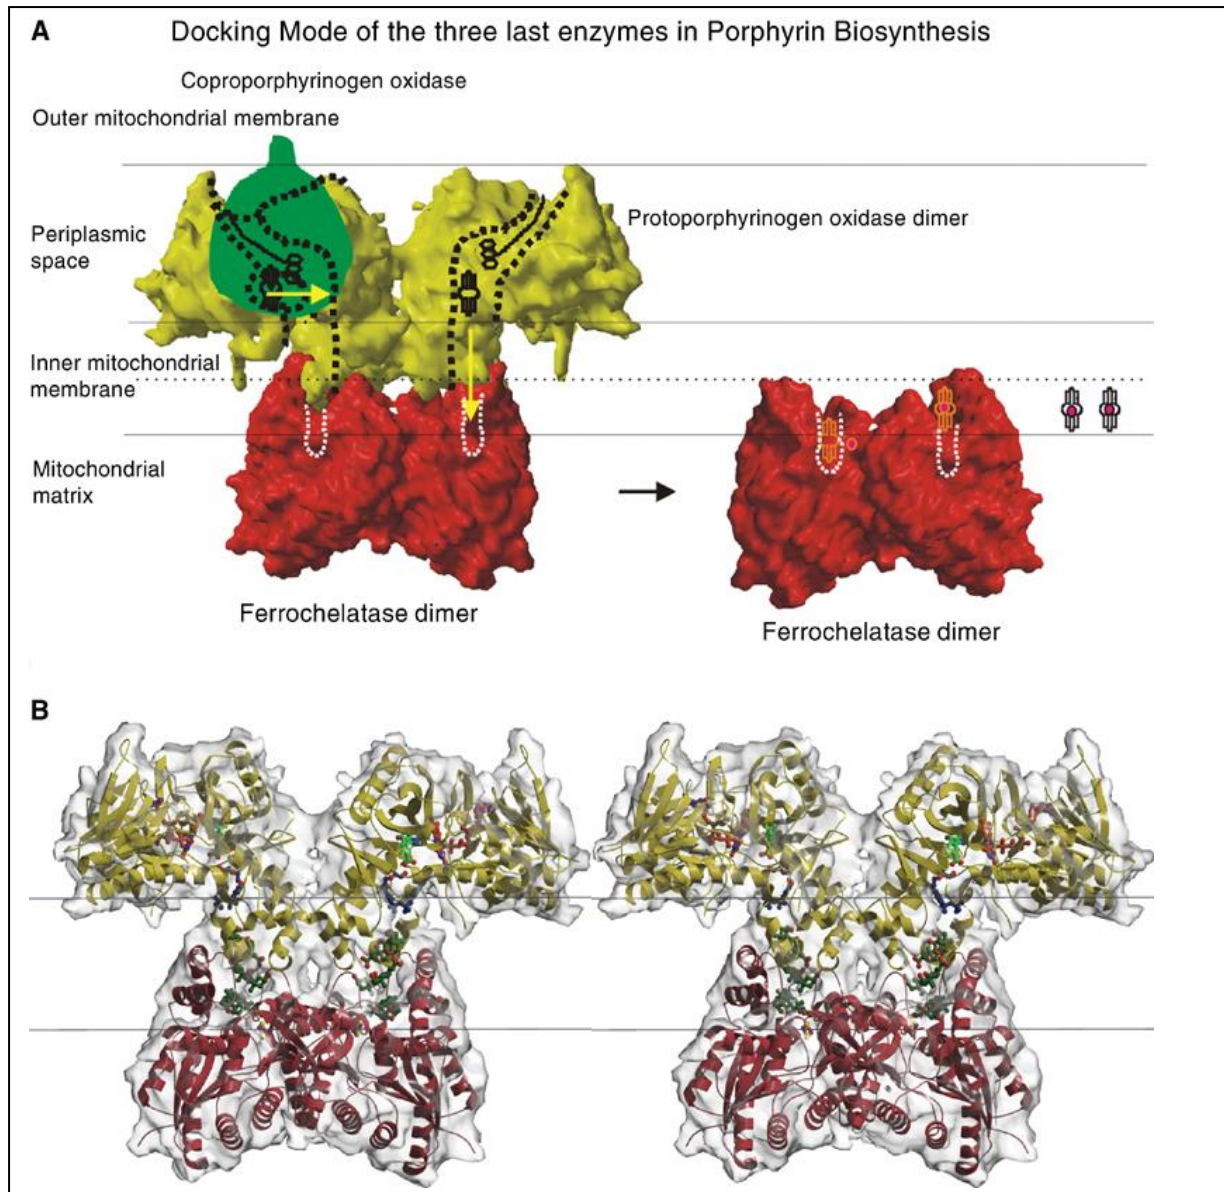 A
Docking Mode of the three last enzymes in Porphyrin Biosynthesis
Coproporphyrinogen oxidase
Outer mitochondrial membrane
Protoporphyrinogen oxidase dimer
Periplasmic
space
Inner mitochondrial
membrane
Mitochondrial
matrix
Ferrochelatase dimer
Ferrochelatase dimer
B